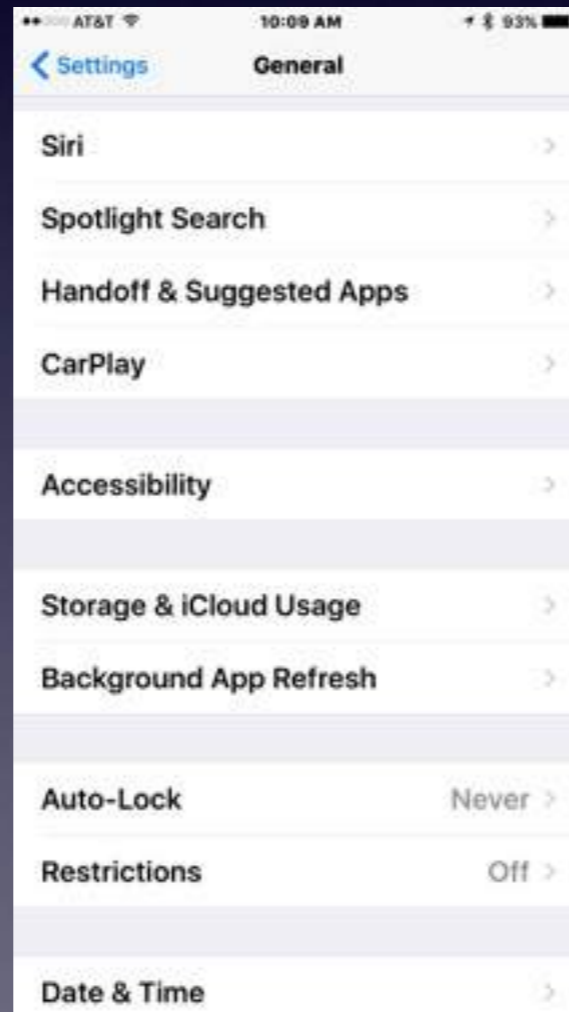 AT&T 10:09 AM 93%
Settings General
Siri
Spotlight Search
Handoff & Suggested Apps
CarPlay
Accessibility
Storage & iCloud Usage
Background App Refresh
Auto-Lock Never
Restrictions Off
Date & Time